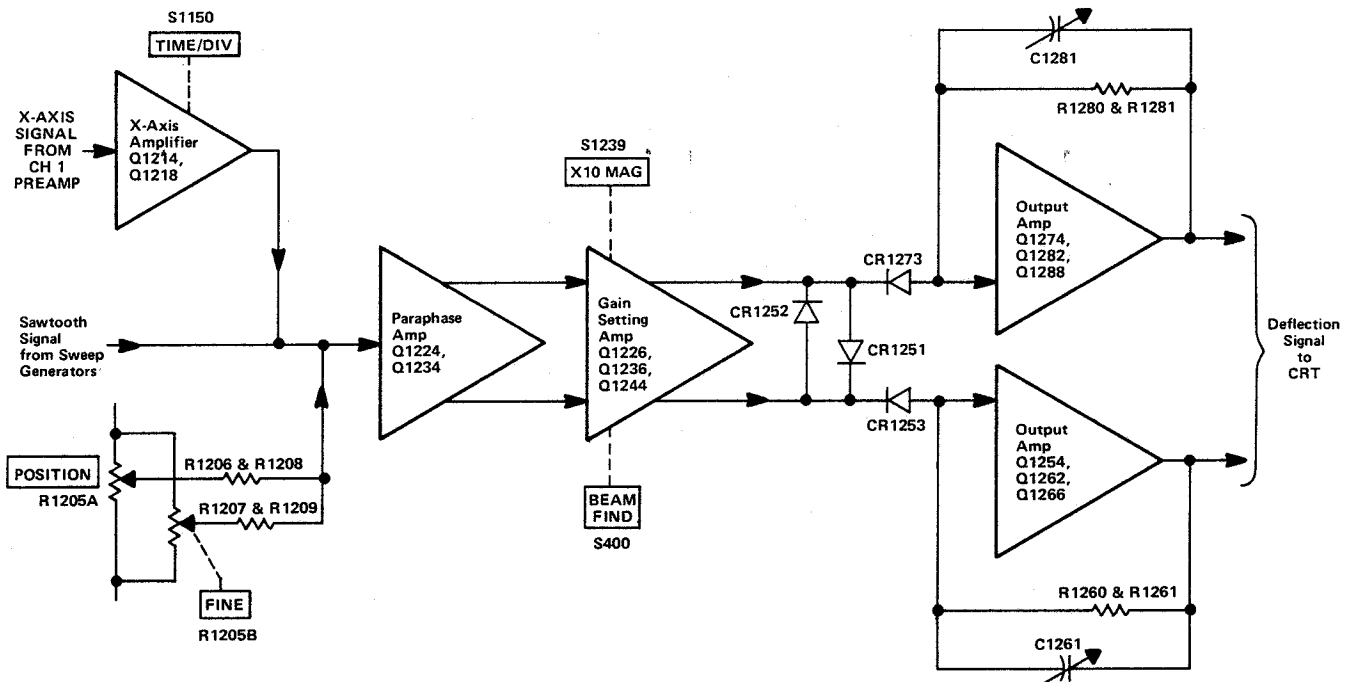 S1150
TIME/DIV
X-AXIS
SIGNAL
FROM
CH 1
PREAMP
X-Axis
Amplifier
Q1214,
Q1218
Sawtooth
Signal
from Sweep
Generators
POSITION
R1205A
R1206 & R1208
R1207 & R1209
FINE
R1205B
Paraphase
Amp
Q1224,
Q1234
S1239
X10 MAG
Gain
Setting
Amp
Q1226,
Q1236,
Q1244
BEAM
FIND
S400
CR1252
CR1251
CR1273
CR1253
C1281
R1280 & R1281
Output
Amp
Q1274,
Q1282,
Q1288
Output
Amp
Q1254,
Q1262,
Q1266
R1260 & R1261
C1261
Deflection
Signal
to
CRT